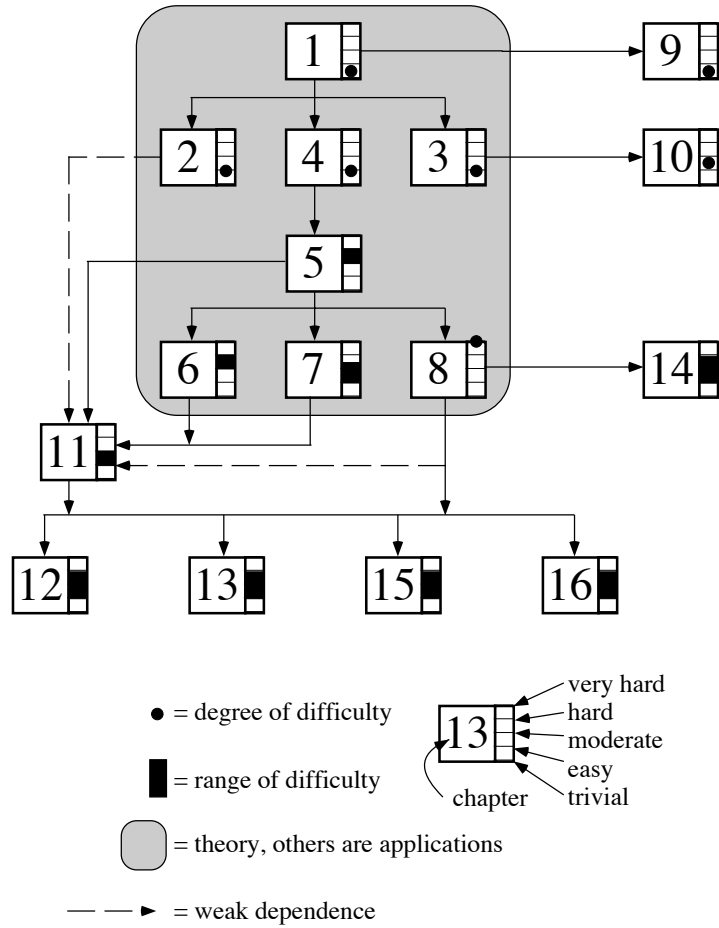 1
9
2
4
3
10
5
6
7
8
14
11
12
13
15
16
very hard
= degree of difficulty
13
hard
moderate
= range of difficulty
easy
chapter
trivial
= theory, others are applications
= weak dependence